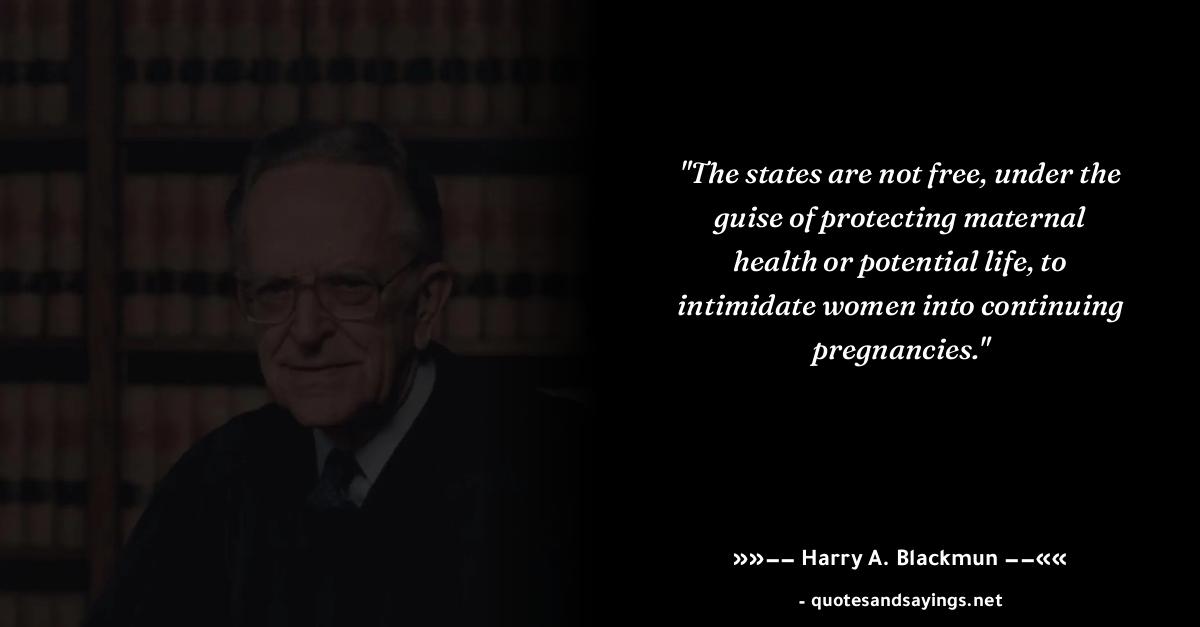 "The states are not free, under the
guise of protecting maternal
health or potential life, to
intimidate women into continuing
pregnancies."
»»–– Harry A. Blackmun ––««
- quotesandsayings.net